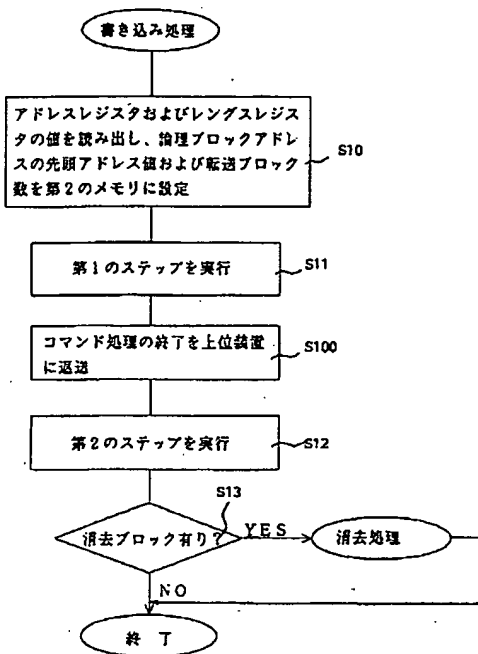 書き込み処理
アドレスレジスタおよびレングスレジス
タの値を読み出し、論理ブロックアドレ
スの先頭アドレス値および転送ブロック
数を第2のメモリに設定
S10
第1のステップを実行
S11
コマンド処理の終了を上位装置
に返送
S100
第2のステップを実行
S12
S13
消去ブロック有り?
YES
消去処理
NO
終 了